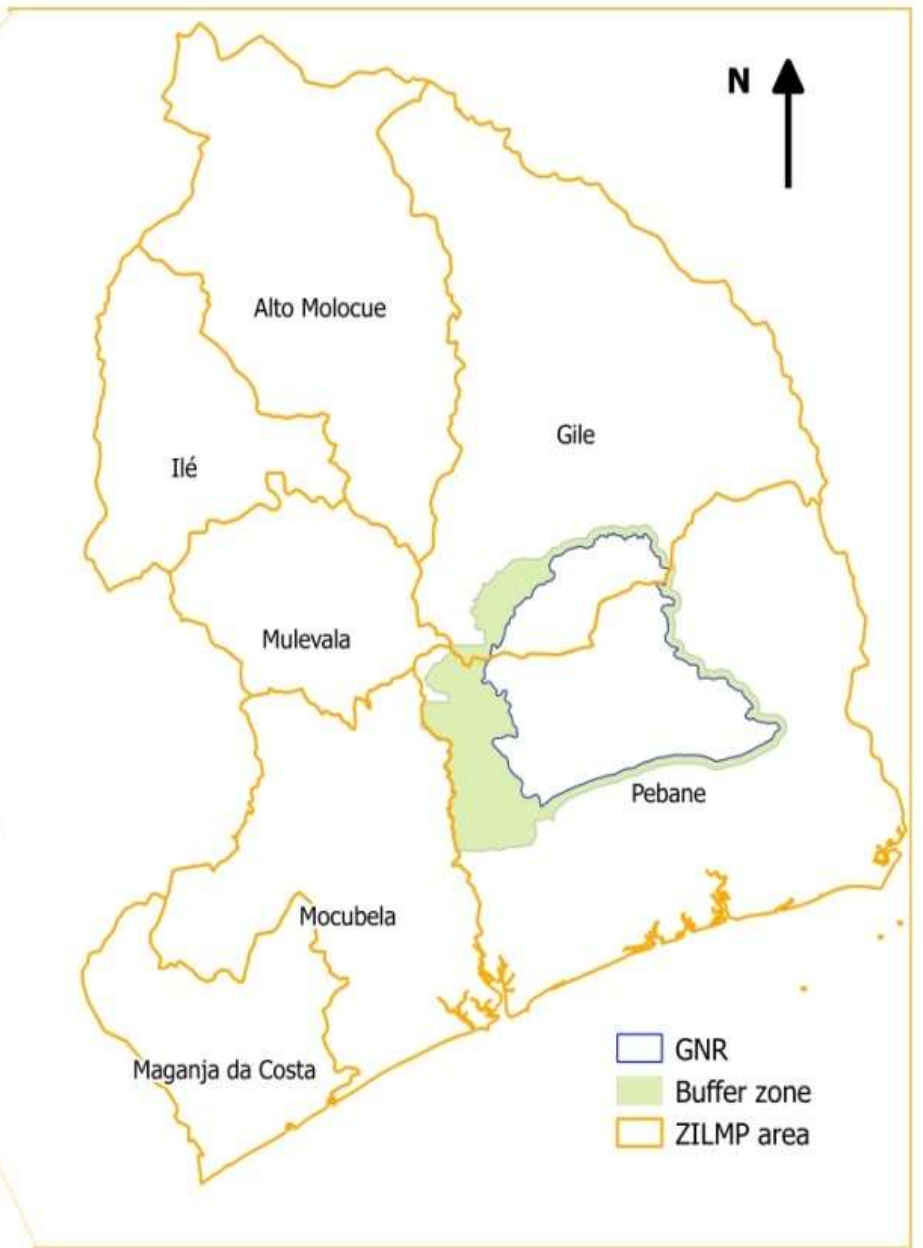 N
Alto Molocue
Gile
Ilé
Mulevala
Pebane
Mocubela
Maganja da Costa
GNR
Buffer zone
ZILMP area